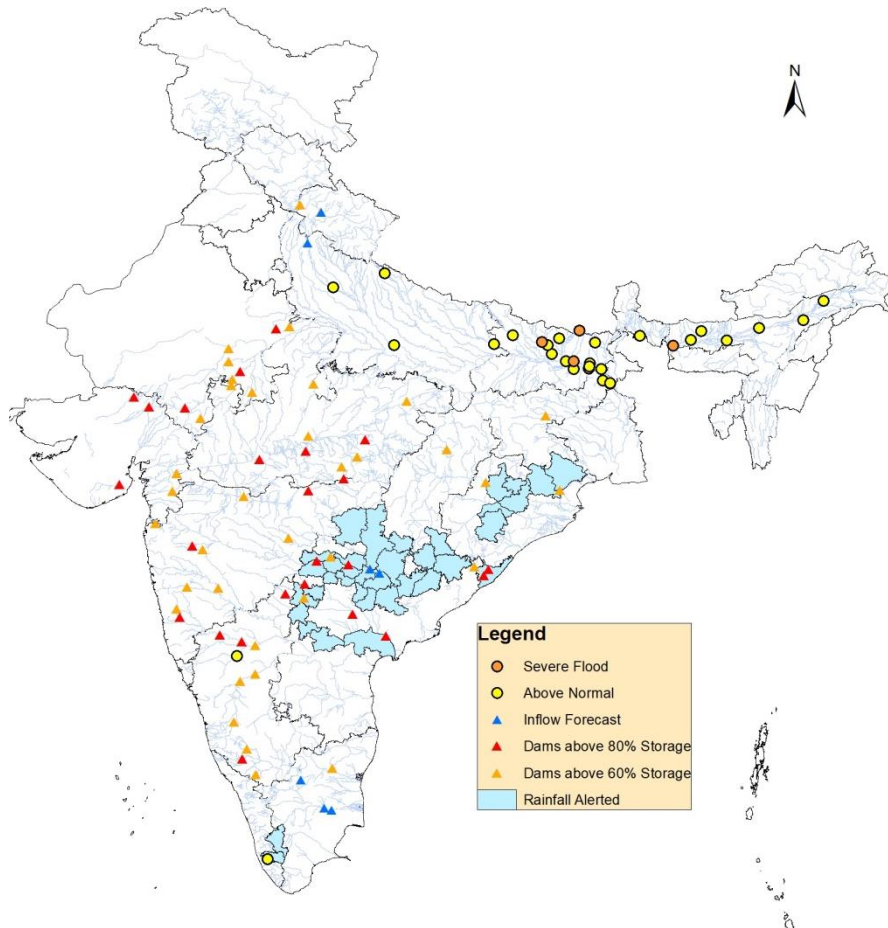 N
Legend
Severe Flood
Above Normal
Inflow Forecast
Dams above 80% Storage
Dams above 60% Storage
Rainfall Alerted